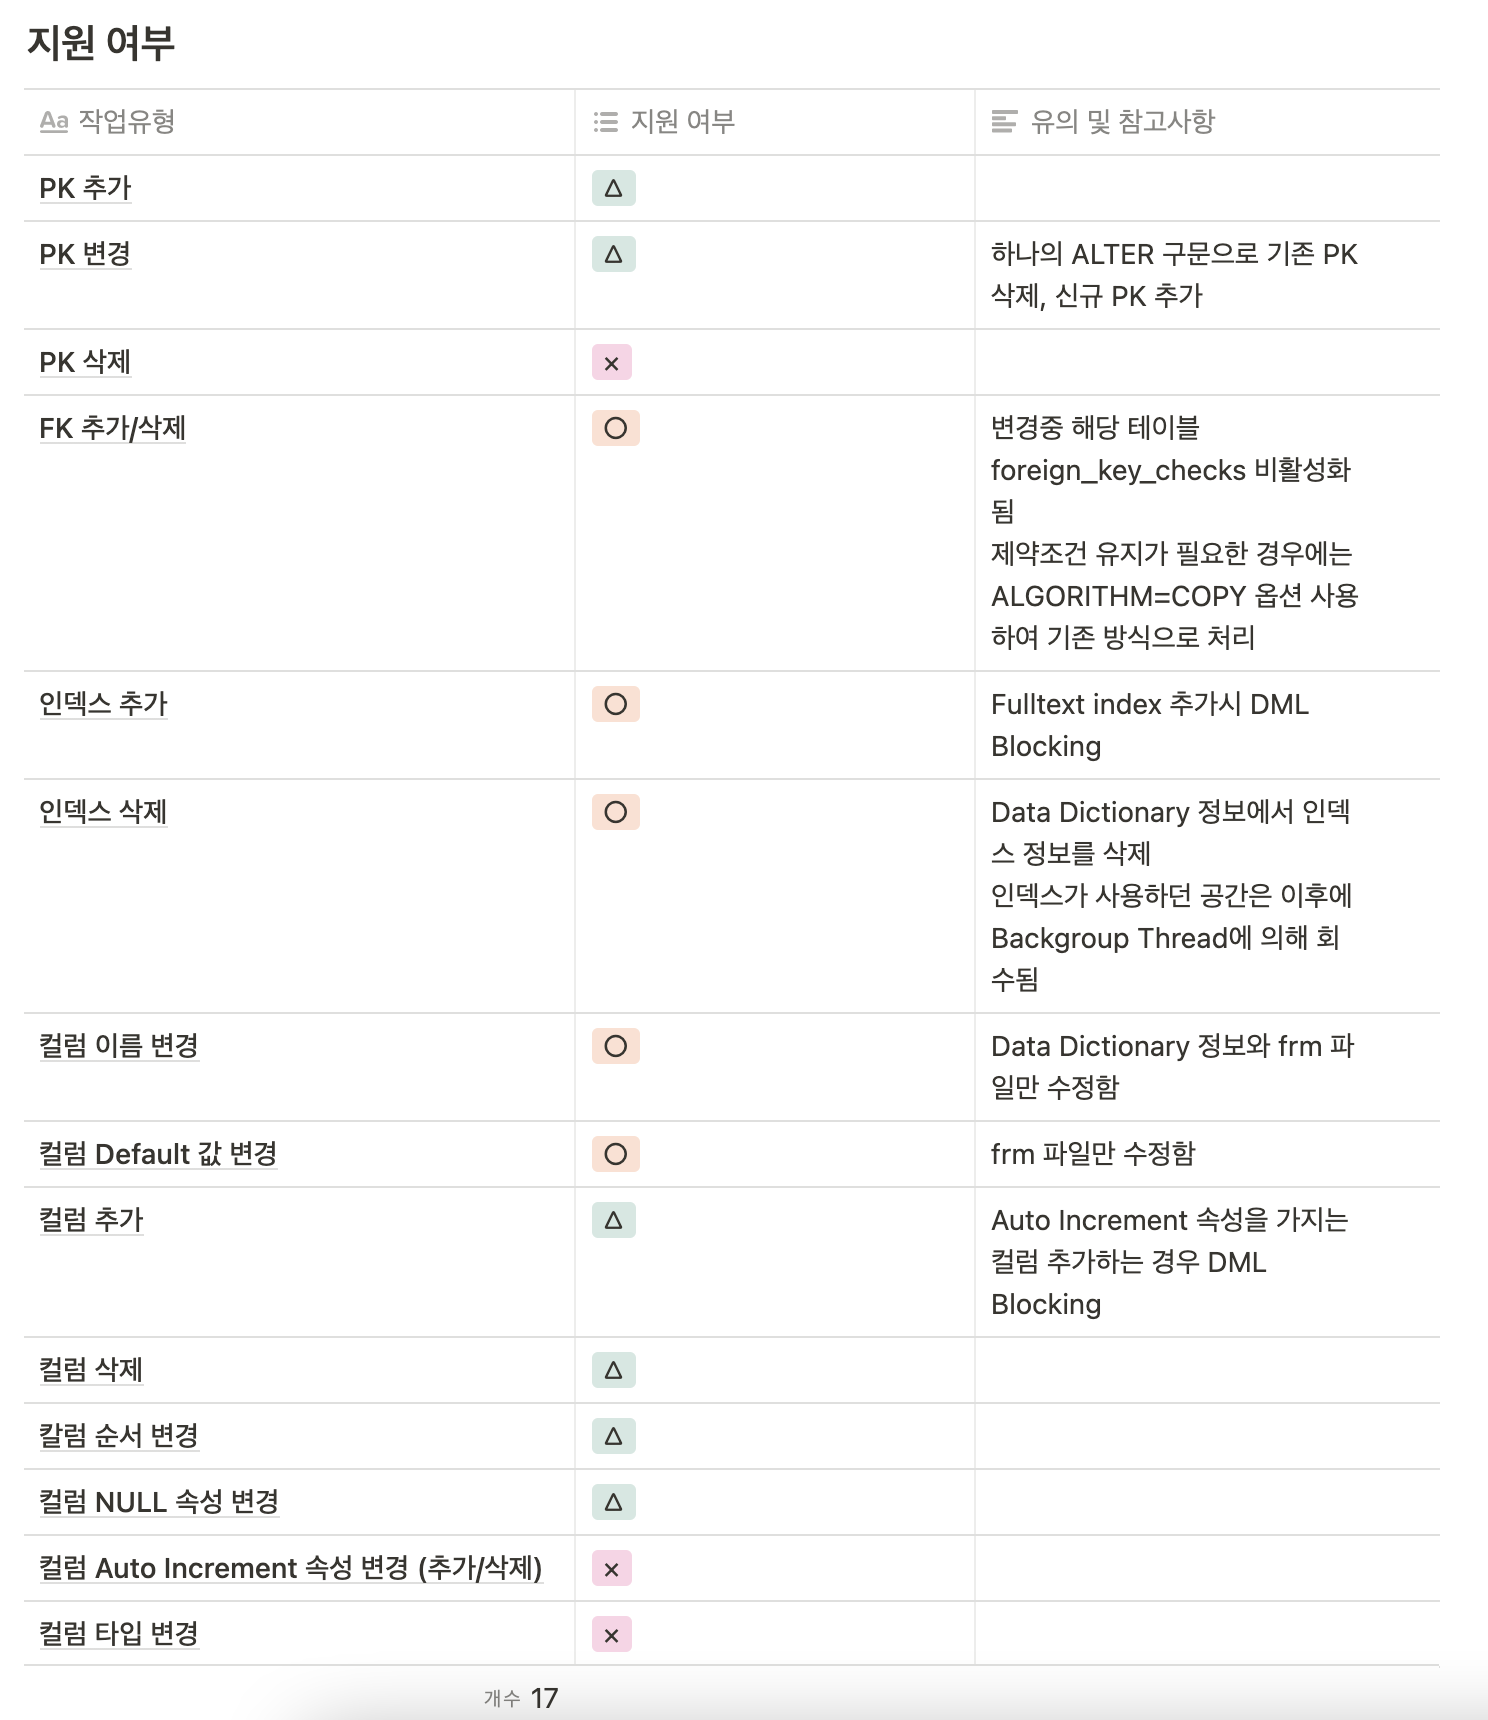 지원 여부
Aa 작업유형 지원 여부 유의 및 참고사항
PK 추가 △
PK 변경 △ 하나의 ALTER 구문으로 기존 PK
삭제, 신규 PK 추가
PK 삭제 ×
FK 추가/삭제 ○ 변경중 해당 테이블
foreign_key_checks 비활성화
됨
제약조건 유지가 필요한 경우에는
ALGORITHM=COPY 옵션 사용
하여 기존 방식으로 처리
인덱스 추가 ○ Fulltext index 추가시 DML
Blocking
인덱스 삭제 ○ Data Dictionary 정보에서 인덱
스 정보를 삭제
인덱스가 사용하던 공간은 이후에
Backgroup Thread에 의해 회
수됨
컬럼 이름 변경 ○ Data Dictionary 정보와 frm 파
일만 수정함
컬럼 Default 값 변경 ○ frm 파일만 수정함
컬럼 추가 △ Auto Increment 속성을 가지는
컬럼 추가하는 경우 DML
Blocking
컬럼 삭제 △
칼럼 순서 변경 △
컬럼 NULL 속성 변경 △
컬럼 Auto Increment 속성 변경 (추가/삭제) ×
컬럼 타입 변경 ×
개수 17